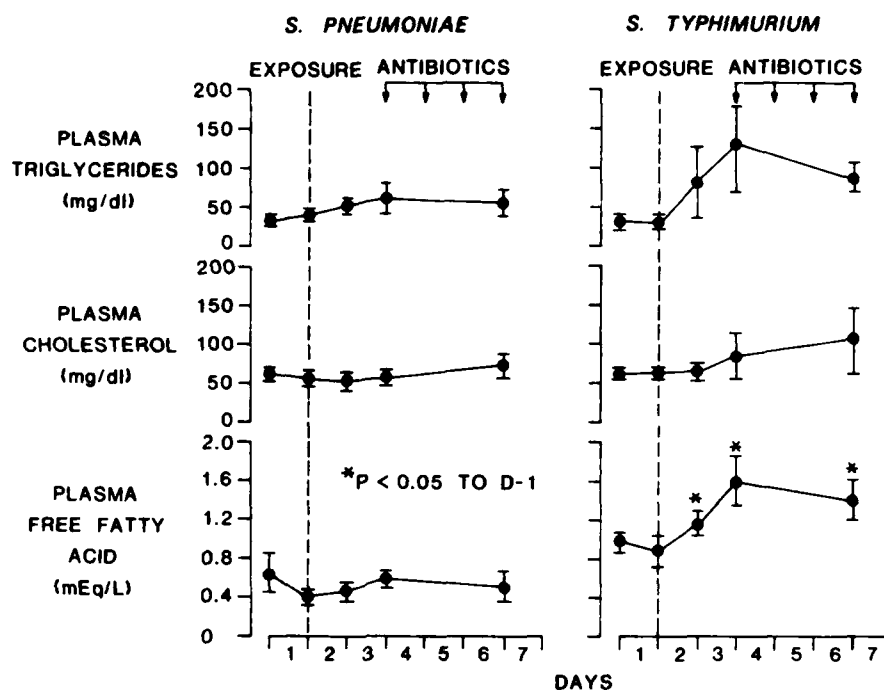 S. PNEUMONIAE
S. TYPHIMURIUM
EXPOSURE ANTIBIOTICS
EXPOSURE ANTIBIOTICS
PLASMA
TRIGLYCERIDES
(mg/dl)
200
150
100
50
0
PLASMA
CHOLESTEROL
(mg/dl)
200
150
100
50
0
PLASMA
FREE FATTY
ACID
(mEq/L)
2.0
1.6
1.2
0.8
0.4
0
*P < 0.05 TO D-1
*
*
*
1 2 3 4 5 6 7
1 2 3 4 5 6 7
DAYS